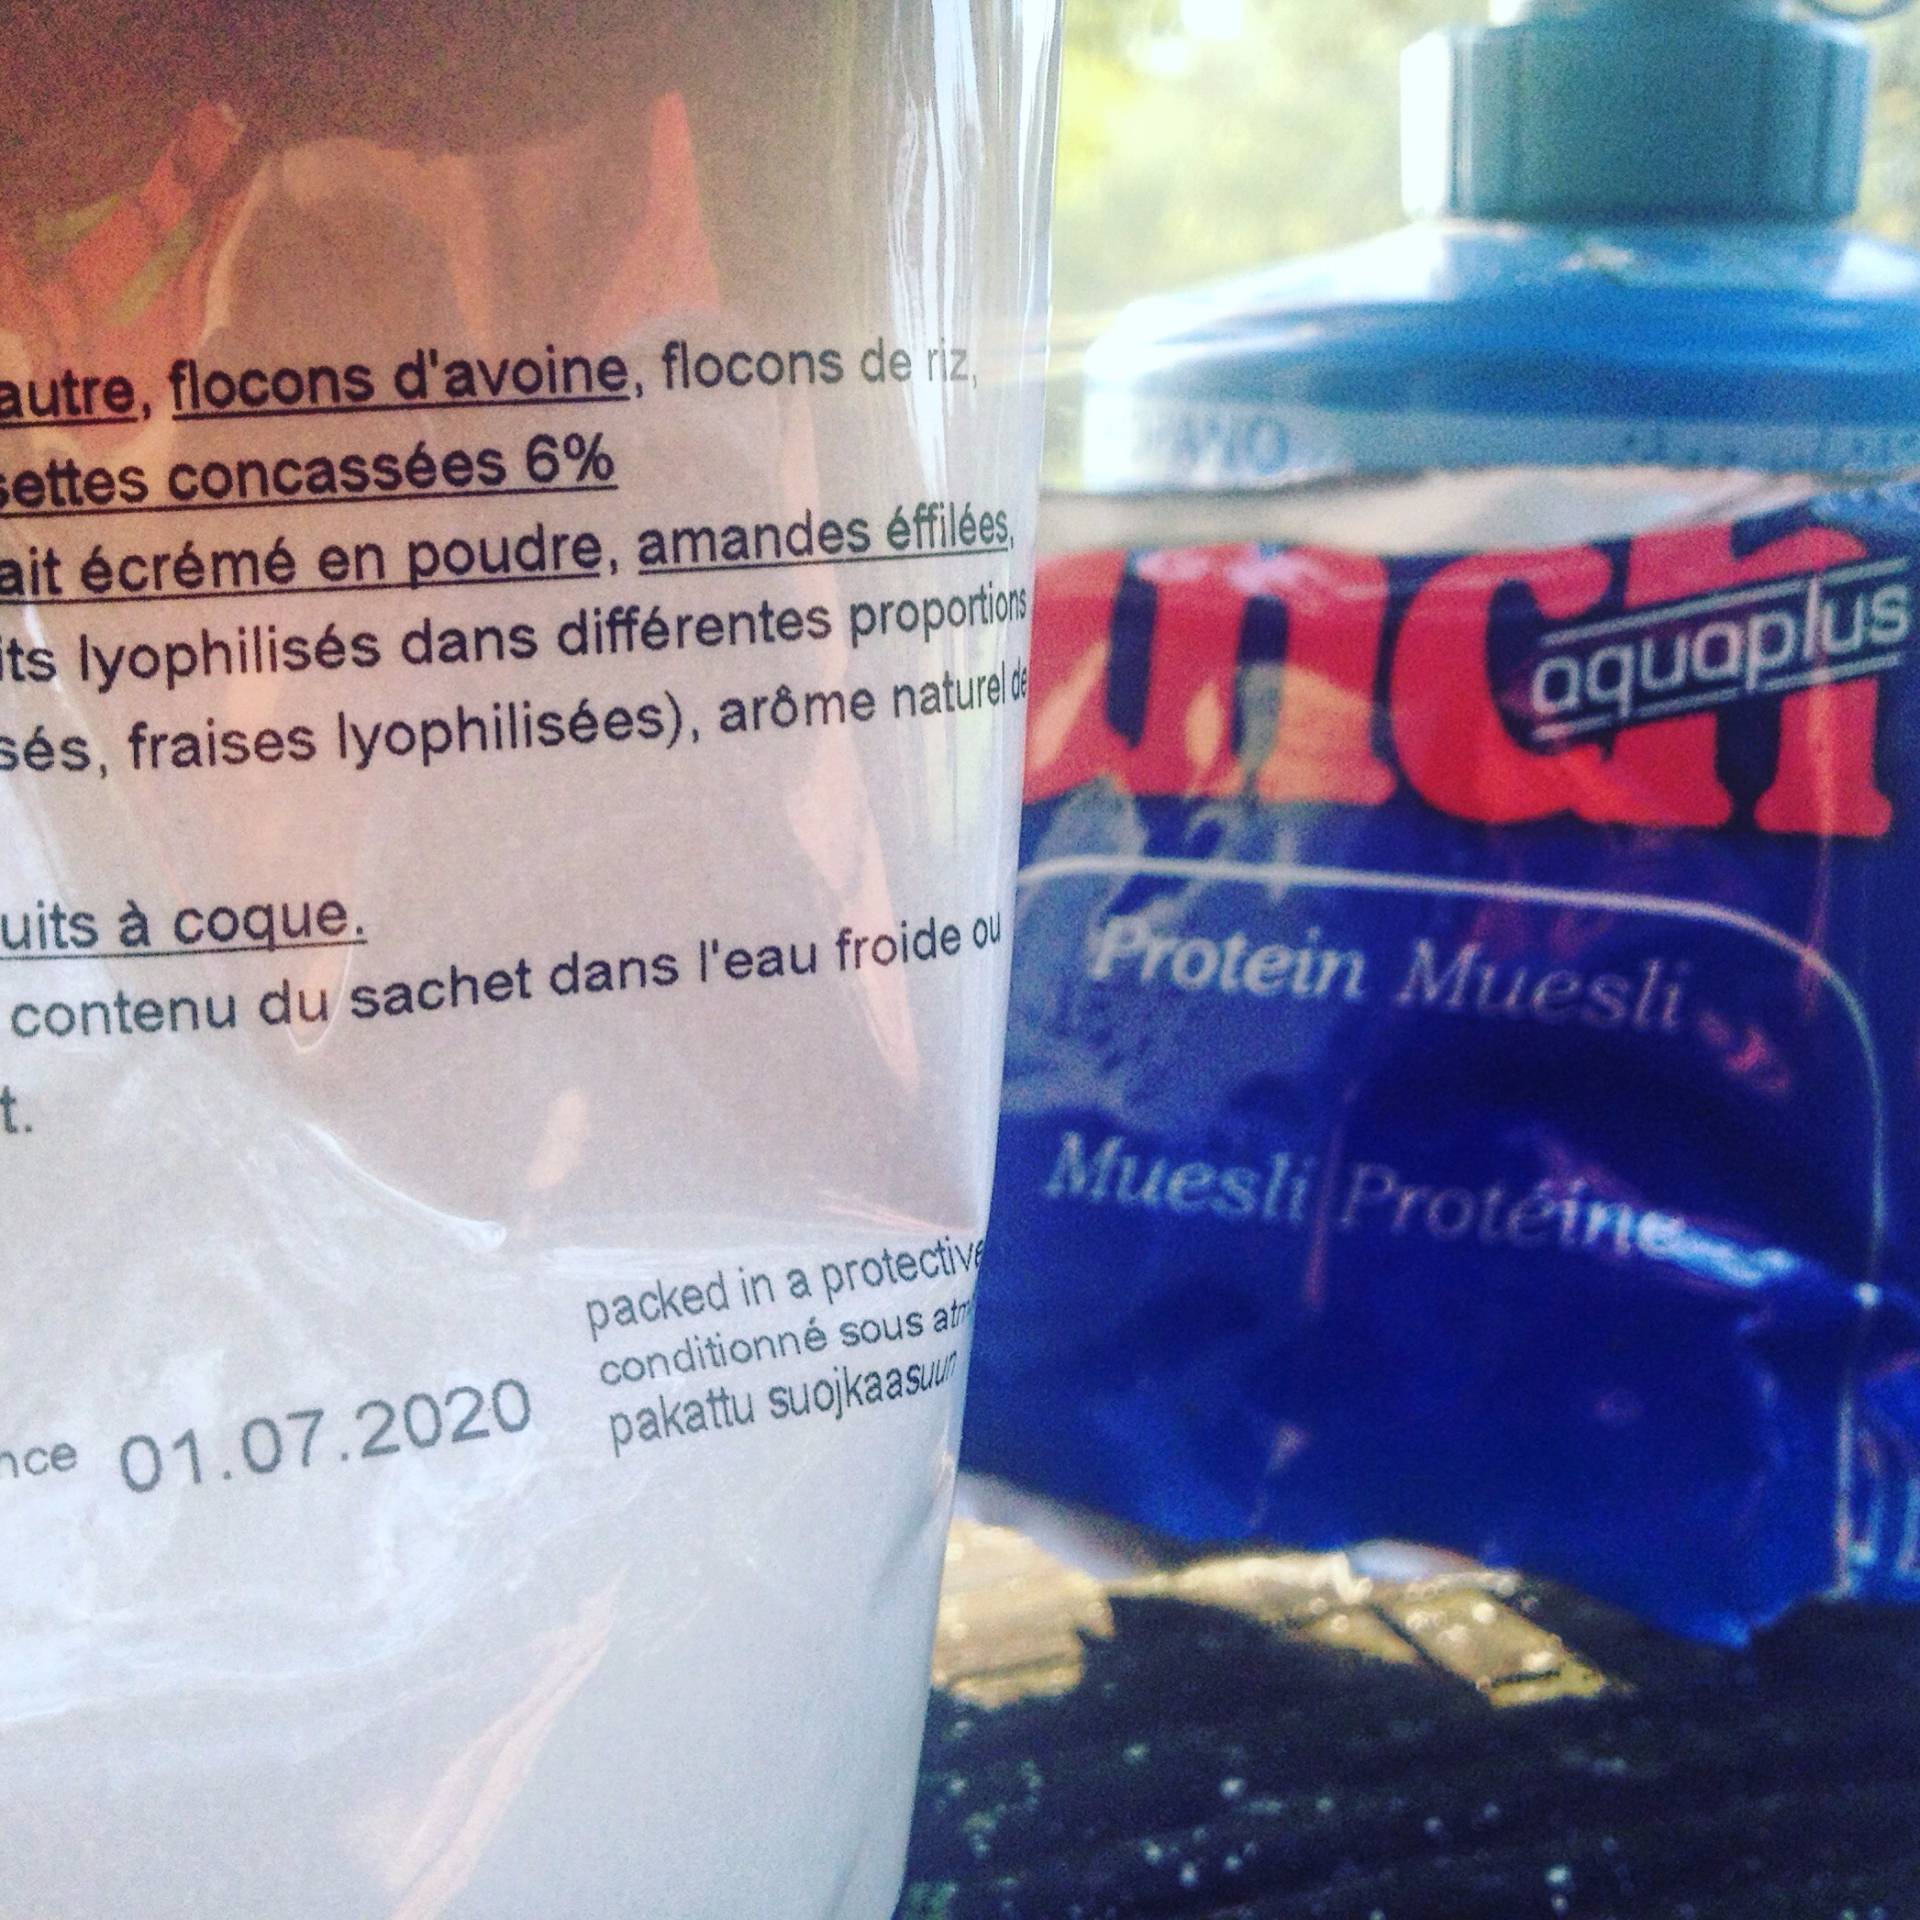 autre, flocons d'avoine, flocons de riz,
settes concassées 6%
ait écrémé en poudre, amandes éffilées,
its lyophilisés dans différentes proportions
sés, fraises lyophilisées), arôme naturel de
uits à coque.
contenu du sachet dans l'eau froide ou
t.
packed in a protective
conditionné sous atm
pakattu suojkaasuun
nce 01.07.2020
unch
aquaplus
Protein Muesli
Muesli Protéine